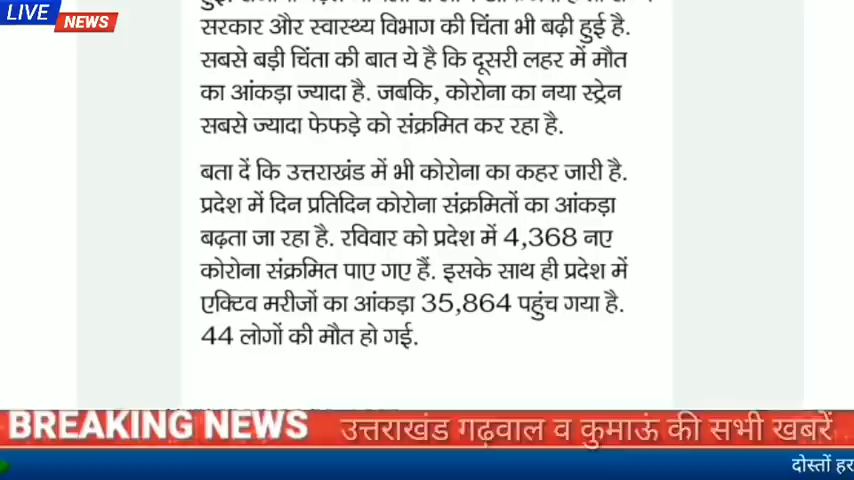 LIVE
NEWS
सरकार और स्वास्थ्य विभाग की चिंता भी बढ़ी हुई है.
सबसे बड़ी चिंता की बात ये है कि दूसरी लहर में मौत
का आंकड़ा ज्यादा है. जबकि, कोरोना का नया स्ट्रेन
सबसे ज्यादा फेफड़े को संक्रमित कर रहा है.
बता दें कि उत्तराखंड में भी कोरोना का कहर जारी है.
प्रदेश में दिन प्रतिदिन कोरोना संक्रमितों का आंकड़ा
बढ़ता जा रहा है. रविवार को प्रदेश में 4,368 नए
कोरोना संक्रमित पाए गए हैं. इसके साथ ही प्रदेश में
एक्टिव मरीजों का आंकड़ा 35,864 पहुंच गया है.
44 लोगों की मौत हो गई.
BREAKING NEWS
उत्तराखंड गढ़वाल व कुमाऊं की सभी खबरें
दोस्तों हर